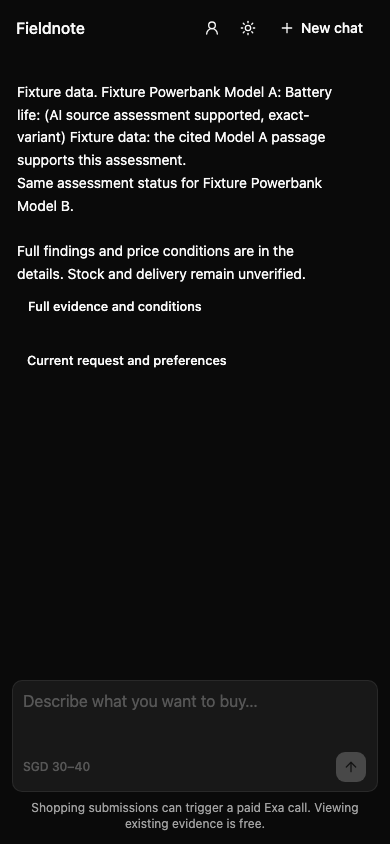 Fieldnote
New chat
Fixture data. Fixture Powerbank Model A: Battery
life: (AI source assessment supported, exact-
variant) Fixture data: the cited Model A passage
supports this assessment.
Same assessment status for Fixture Powerbank
Model B.
Full findings and price conditions are in the
details. Stock and delivery remain unverified.
Full evidence and conditions
Current request and preferences
Describe what you want to buy...
SGD 30–40
Shopping submissions can trigger a paid Exa call. Viewing
existing evidence is free.